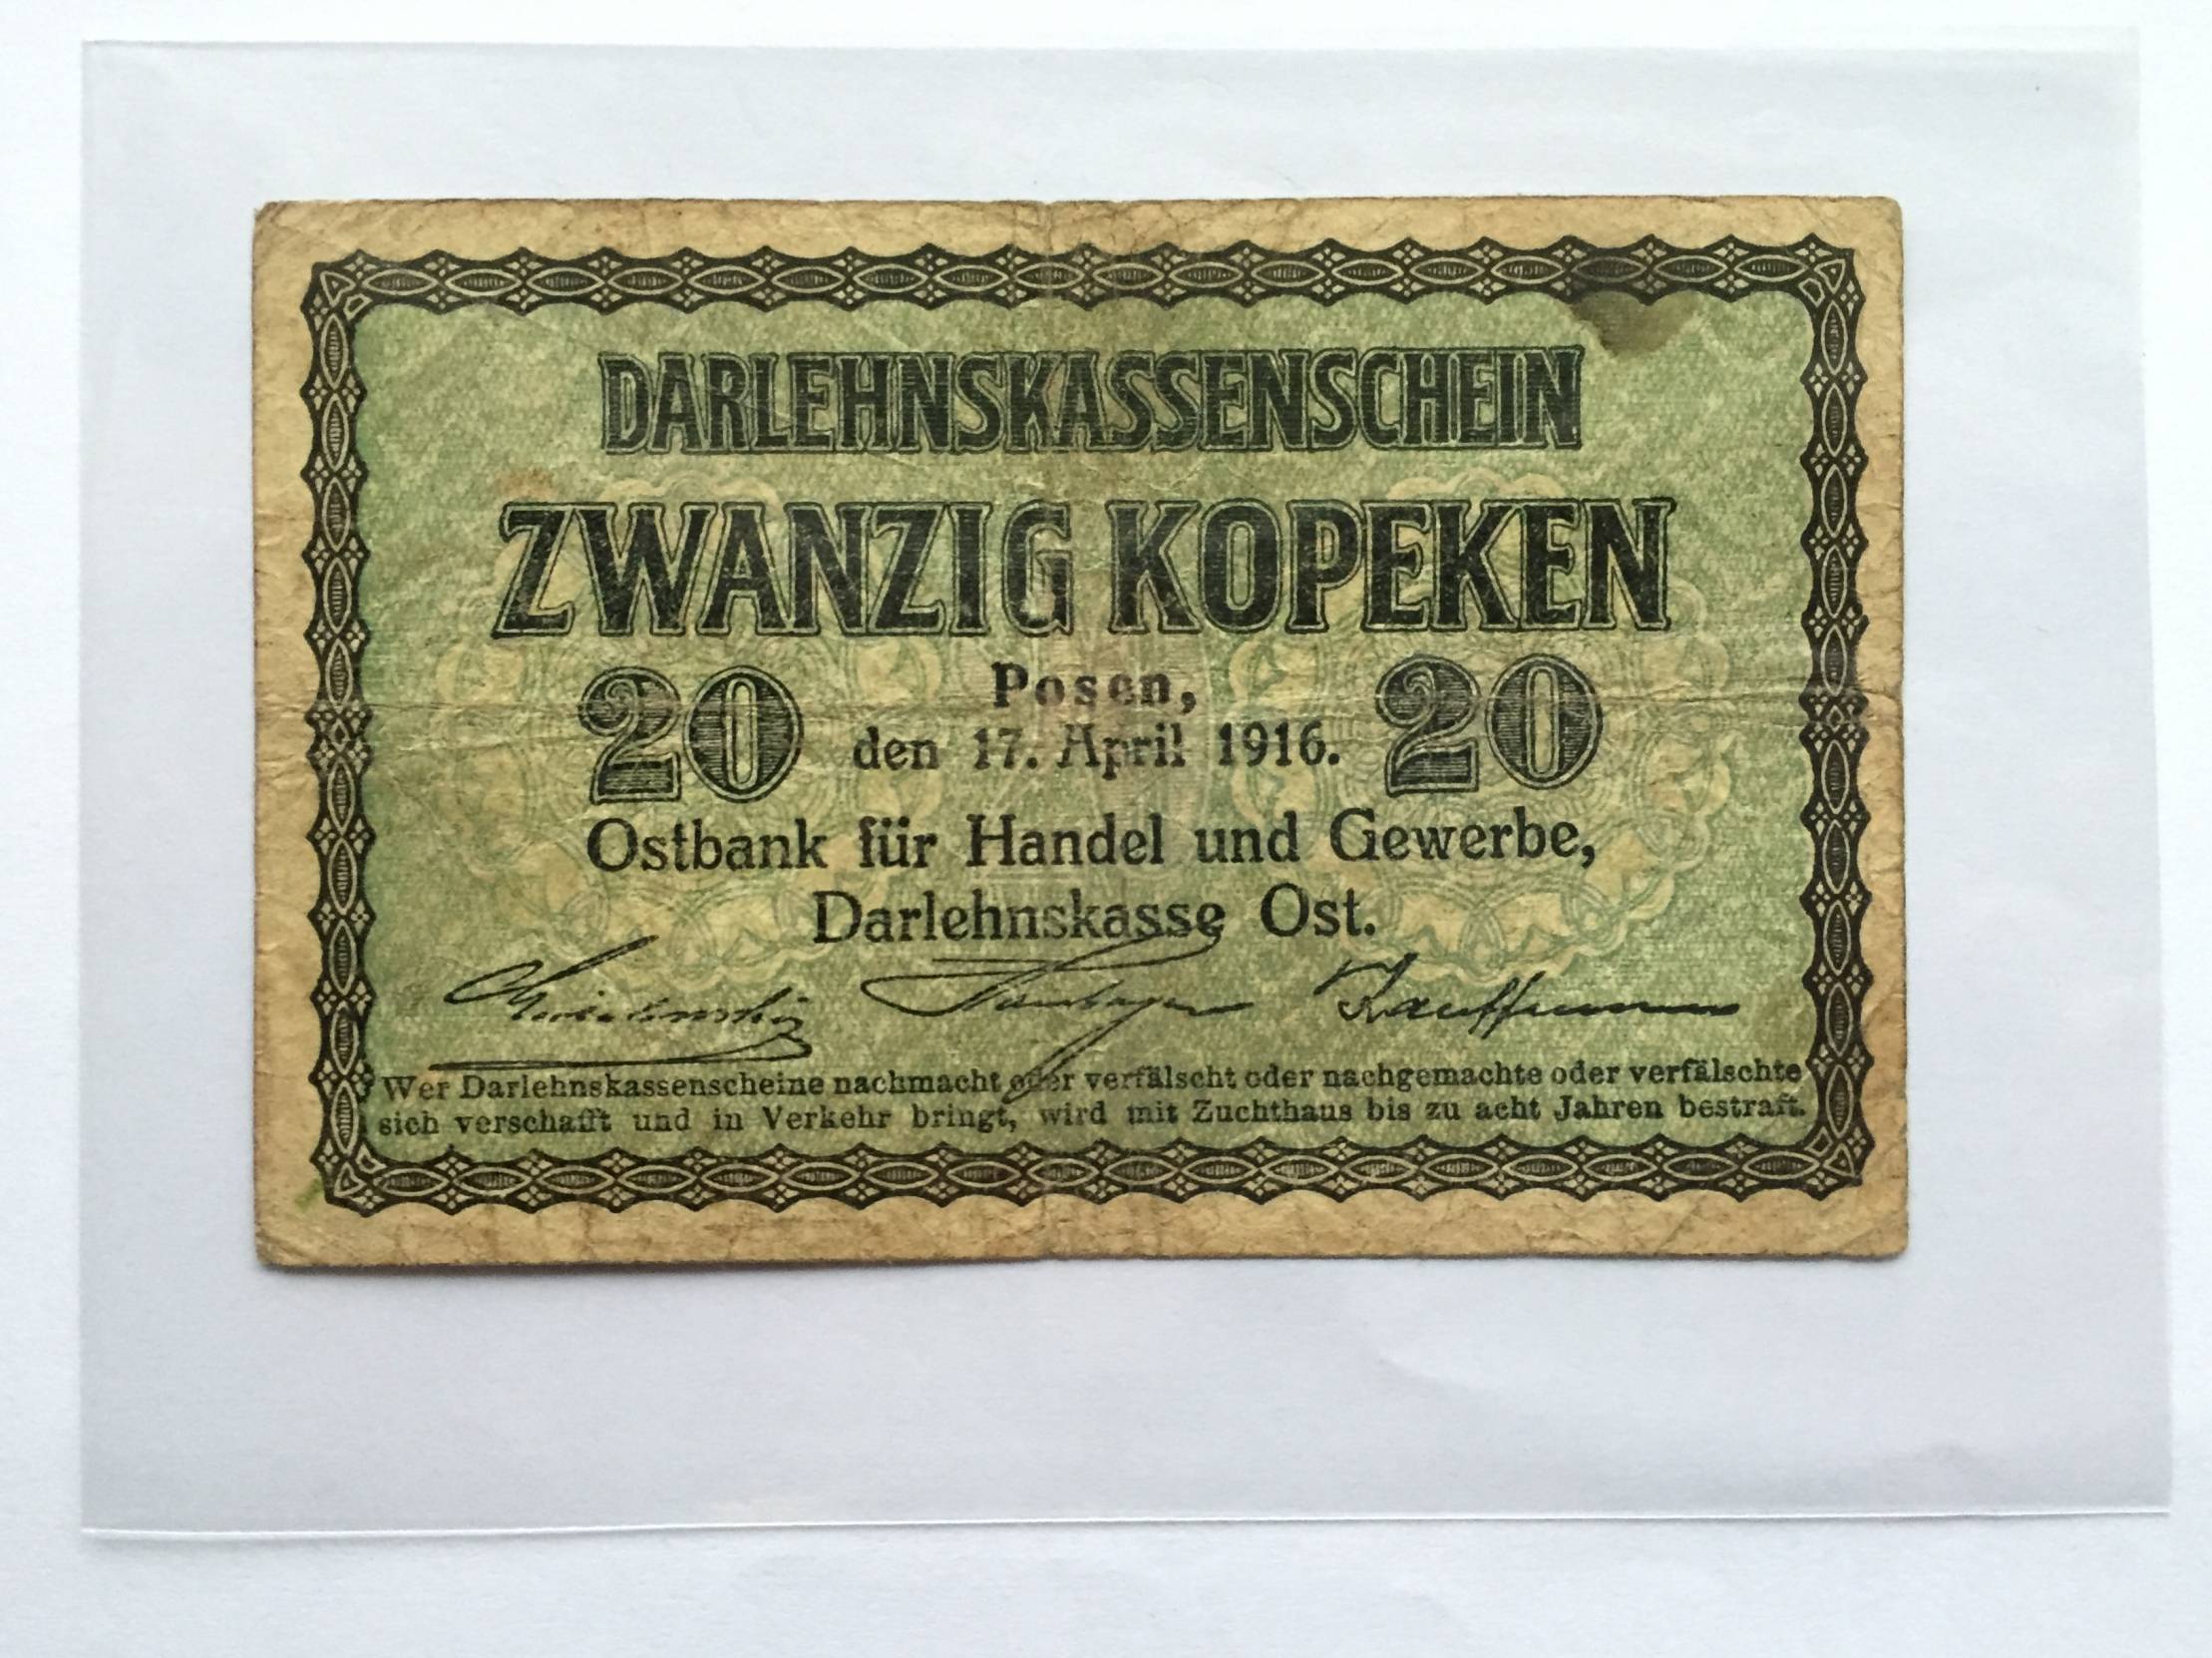 DARLEHNSKASSENSCHEIN
ZWANZIG KOPEKEN
20 Posen, 20
den 17. April 1916.
Ostbank für Handel und Gewerbe,
Darlehnskasse Ost.
Kauffmann
Wer Darlehnskassenscheine nachmacht oder verfälscht oder nachgemachte oder verfälschte
sich verschafft und in Verkehr bringt, wird mit Zuchthaus bis zu acht Jahren bestraft.